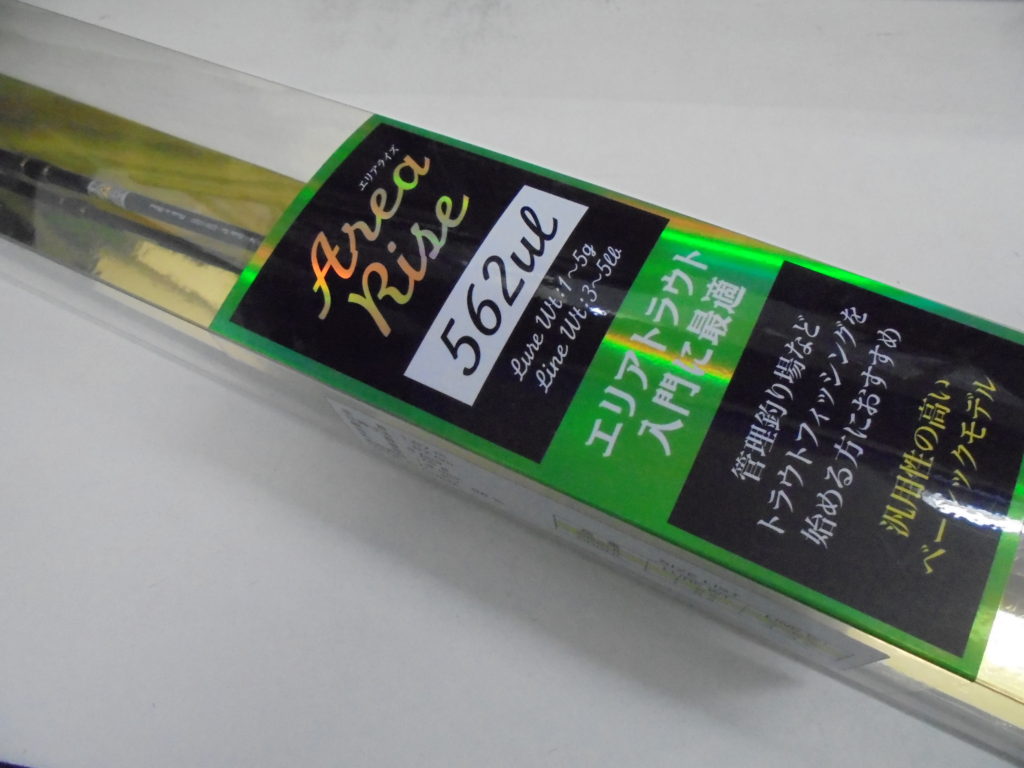 エリアライズ
Area
Rise
562ul
Lure Wt:1~5g
Line Wt:3~5lb
エリアトラウト
入門に最適
管理釣り場など
トラウトフィッシングを
始める方におすすめ
汎用性の高い
ベーシックモデル